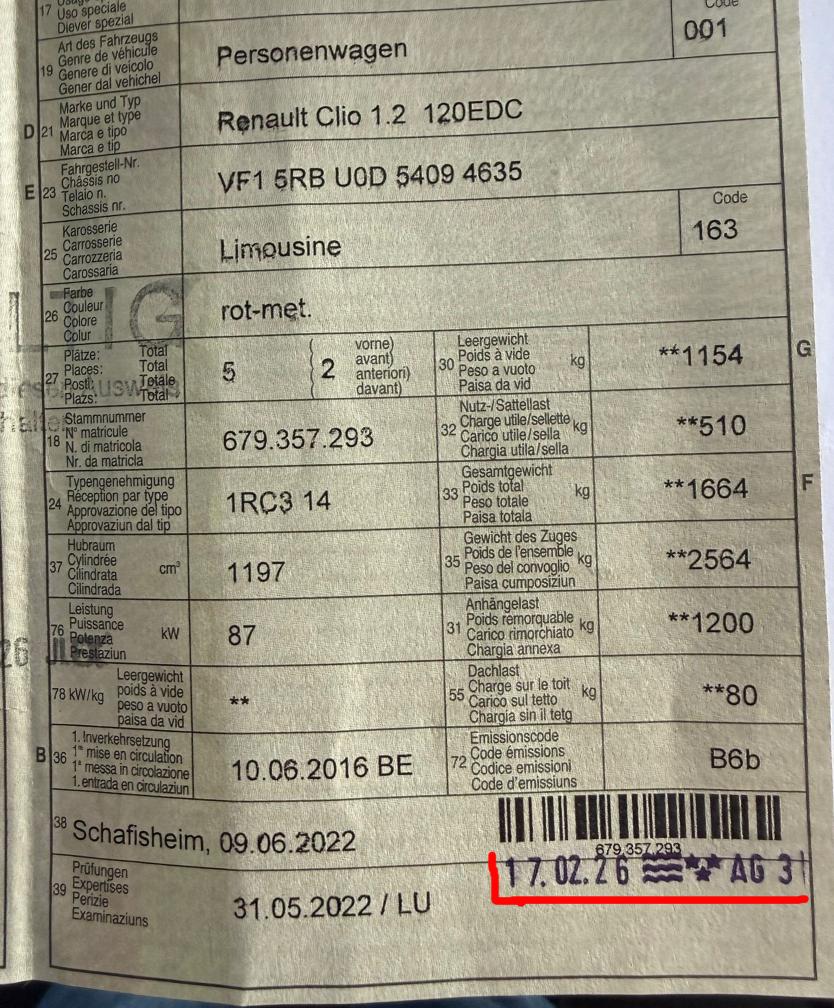 17 Uso speciale
Diever spezial
Code
19 Art des Fahrzeugs
Genre de véhicule
Genere di veicolo
Gener dal vehichel
Personenwagen
001
D 21 Marke und Typ
Marque et type
Marca e tipo
Marca e tip
Renault Clio 1.2 120EDC
E 23 Fahrgestell-Nr.
Châssis no
Telaio n.
Schassis nr.
VF1 5RB U0D 5409 4635
25 Karosserie
Carrosserie
Carrozzeria
Carossaria
Limousine
Code
163
26 Farbe
Couleur
Colore
Colur
rot-met.
27 Plätze: Total
Places: Total
Posti: Totale
Plazs: Total
5
2
vorne)
avant)
anteriori)
davant)
30 Leergewicht
Poids à vide
Peso a vuoto
Paisa da vid
kg
**1154
G
18 Stammnummer
N° matricule
N. di matricola
Nr. da matricla
679.357.293
32 Nutz-/Sattellast
Charge utile/sellette
Carico utile/sella
Chargia utila/sella
kg
**510
24 Typengenehmigung
Réception par type
Approvazione del tipo
Approvaziun dal tip
1RC3 14
33 Gesamtgewicht
Poids total
Peso totale
Paisa totala
kg
**1664
F
37 Hubraum
Cylindrée
Cilindrata
Cilindrada
cm³
1197
35 Gewicht des Zuges
Poids de l'ensemble
Peso del convoglio
Paisa cumposiziun
kg
**2564
76 Leistung
Puissance
Potenza
Prestaziun
kW
87
31 Anhängelast
Poids remorquable
Carico rimorchiato
Chargia annexa
kg
**1200
78 kW/kg
Leergewicht
poids à vide
peso a vuoto
paisa da vid
**
55 Dachlast
Charge sur le toit
Carico sul tetto
Chargia sin il tetg
kg
**80
B 36 1. Inverkehrsetzung
1re mise en circulation
1a messa in circolazione
1. entrada en circulaziun
10.06.2016 BE
72 Emissionscode
Code émissions
Codice emissioni
Code d'emissiuns
B6b
38 Schafisheim, 09.06.2022
679.357.293
17.02.26 AG 3
39 Prüfungen
Expertises
Perizie
Examinaziuns
31.05.2022 / LU